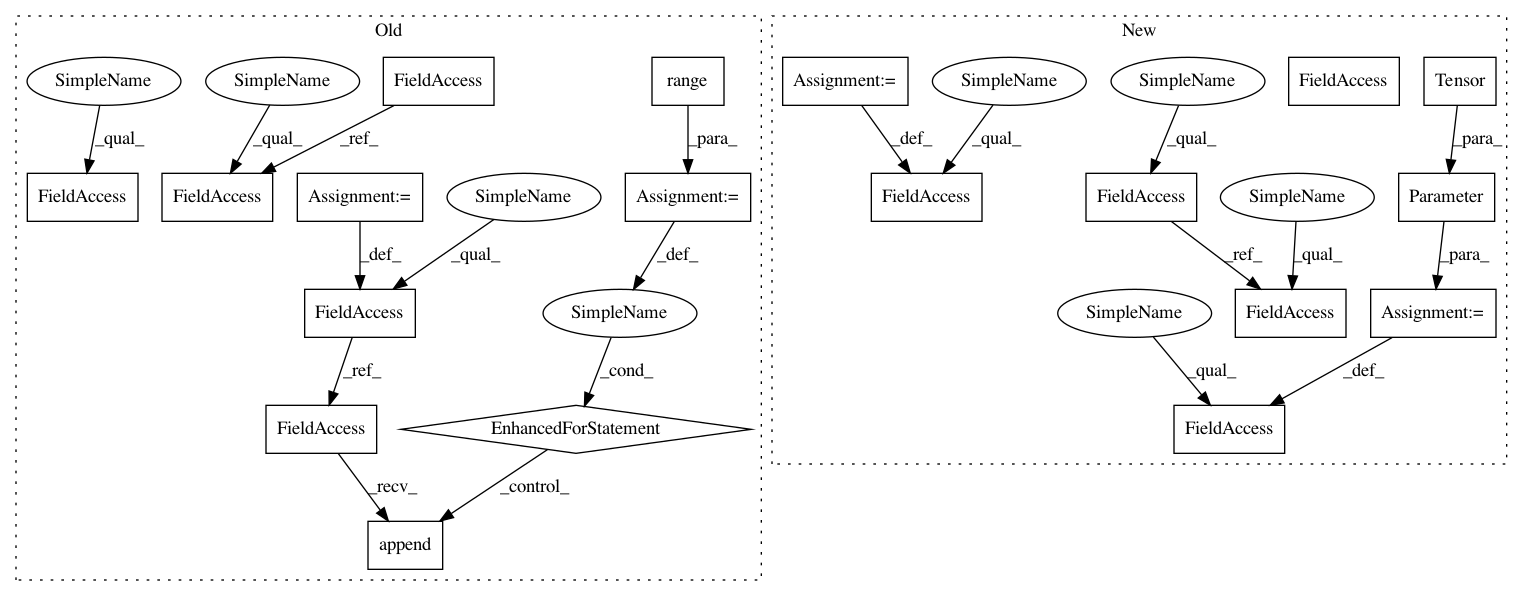 Old
New
SimpleName
SimpleName
FieldAccess
range
Assignment:=
SimpleName
SimpleName
FieldAccess
Tensor
_qual_
_qual_
_ref_
_para_
_def_
_qual_
_qual_
_para_
FieldAccess
FieldAccess
Assignment:=
SimpleName
Assignment:=
FieldAccess
FieldAccess
SimpleName
Parameter
_def_
_qual_
_def_
_ref_
_qual_
_para_
FieldAccess
SimpleName
SimpleName
FieldAccess
Assignment:=
_ref_
_cond_
_qual_
_def_
FieldAccess
EnhancedForStatement
FieldAccess
_recv_
_control_
append